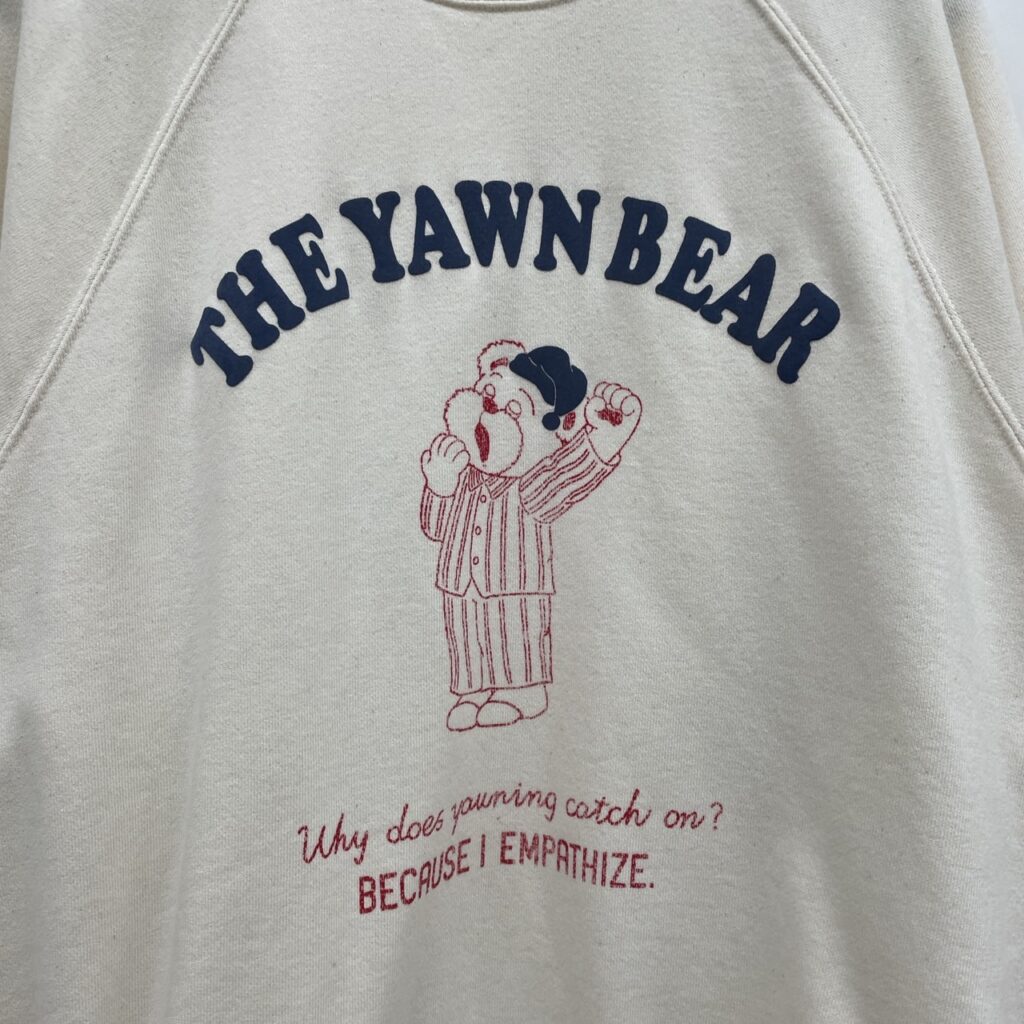 THE YAWN BEAR
Why does yawning catch on?
BECAUSE I EMPATHIZE.